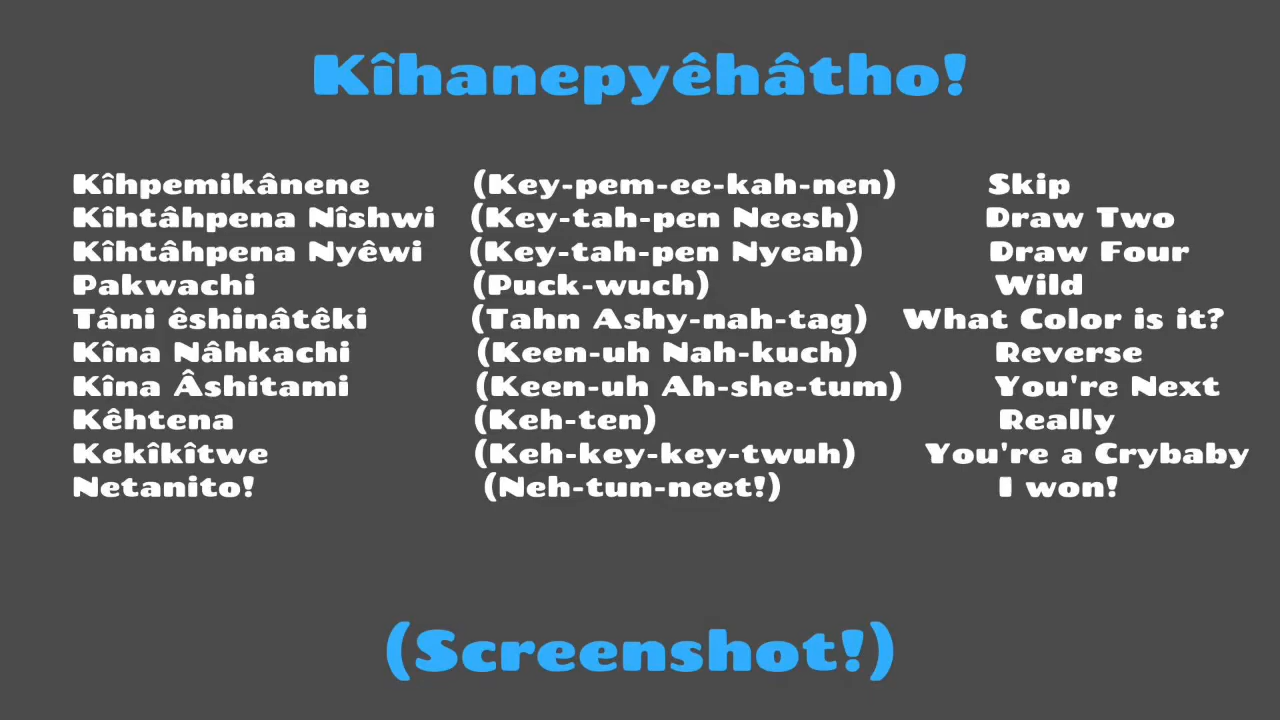 Kîhanepyêhâtho!
Kîhpemikânene (Key-pem-ee-kah-nen) Skip
Kîhtâhpena Nîshwi (Key-tah-pen Neesh) Draw Two
Kîhtâhpena Nyêwi (Key-tah-pen Nyeah) Draw Four
Pakwachi (Puck-wuch) Wild
Tâni êshinâtêki (Tahn Ashy-nah-tag) What Color is it?
Kîna Nâhkachi (Keen-uh Nah-kuch) Reverse
Kîna Âshitami (Keen-uh Ah-she-tum) You're Next
Kêhtena (Keh-ten) Really
Kekîkîtwe (Keh-key-key-twuh) You're a Crybaby
Netanito! (Neh-tun-neet!) I won!
(Screenshot!)